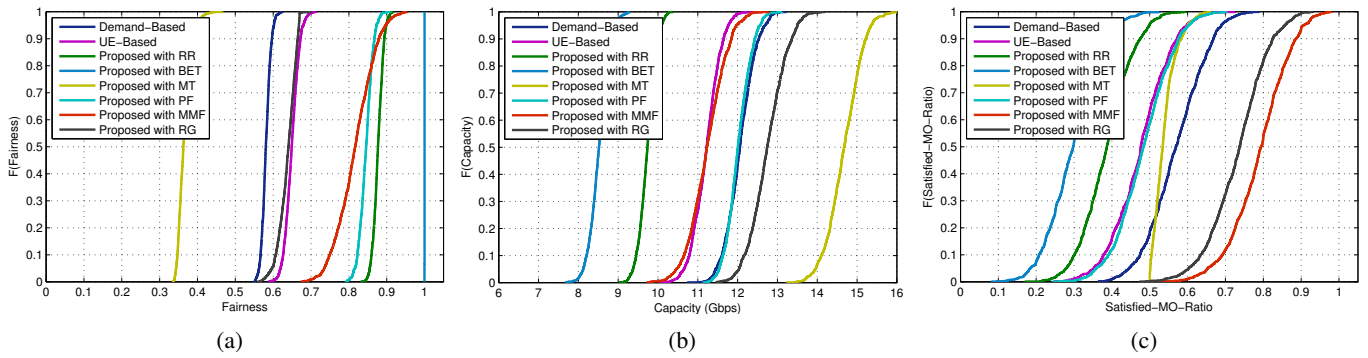 F(Fairness)
1
0.9
0.8
0.7
0.6
0.5
0.4
0.3
0.2
0.1
0
Demand−Based
UE−Based
Proposed with RR
Proposed with BET
Proposed with MT
Proposed with PF
Proposed with MMF
Proposed with RG
0 0.1 0.2 0.3 0.4 0.5 0.6 0.7 0.8 0.9 1
Fairness
(a)
F(Capacity)
1
0.9
0.8
0.7
0.6
0.5
0.4
0.3
0.2
0.1
0
Demand−Based
UE−Based
Proposed with RR
Proposed with BET
Proposed with MT
Proposed with PF
Proposed with MMF
Proposed with RG
6 7 8 9 10 11 12 13 14 15 16
Capacity (Gbps)
(b)
F(Satisfied−MO−Ratio)
1
0.9
0.8
0.7
0.6
0.5
0.4
0.3
0.2
0.1
0
Demand−Based
UE−Based
Proposed with RR
Proposed with BET
Proposed with MT
Proposed with PF
Proposed with MMF
Proposed with RG
0 0.1 0.2 0.3 0.4 0.5 0.6 0.7 0.8 0.9 1
Satisfied−MO−Ratio
(c)